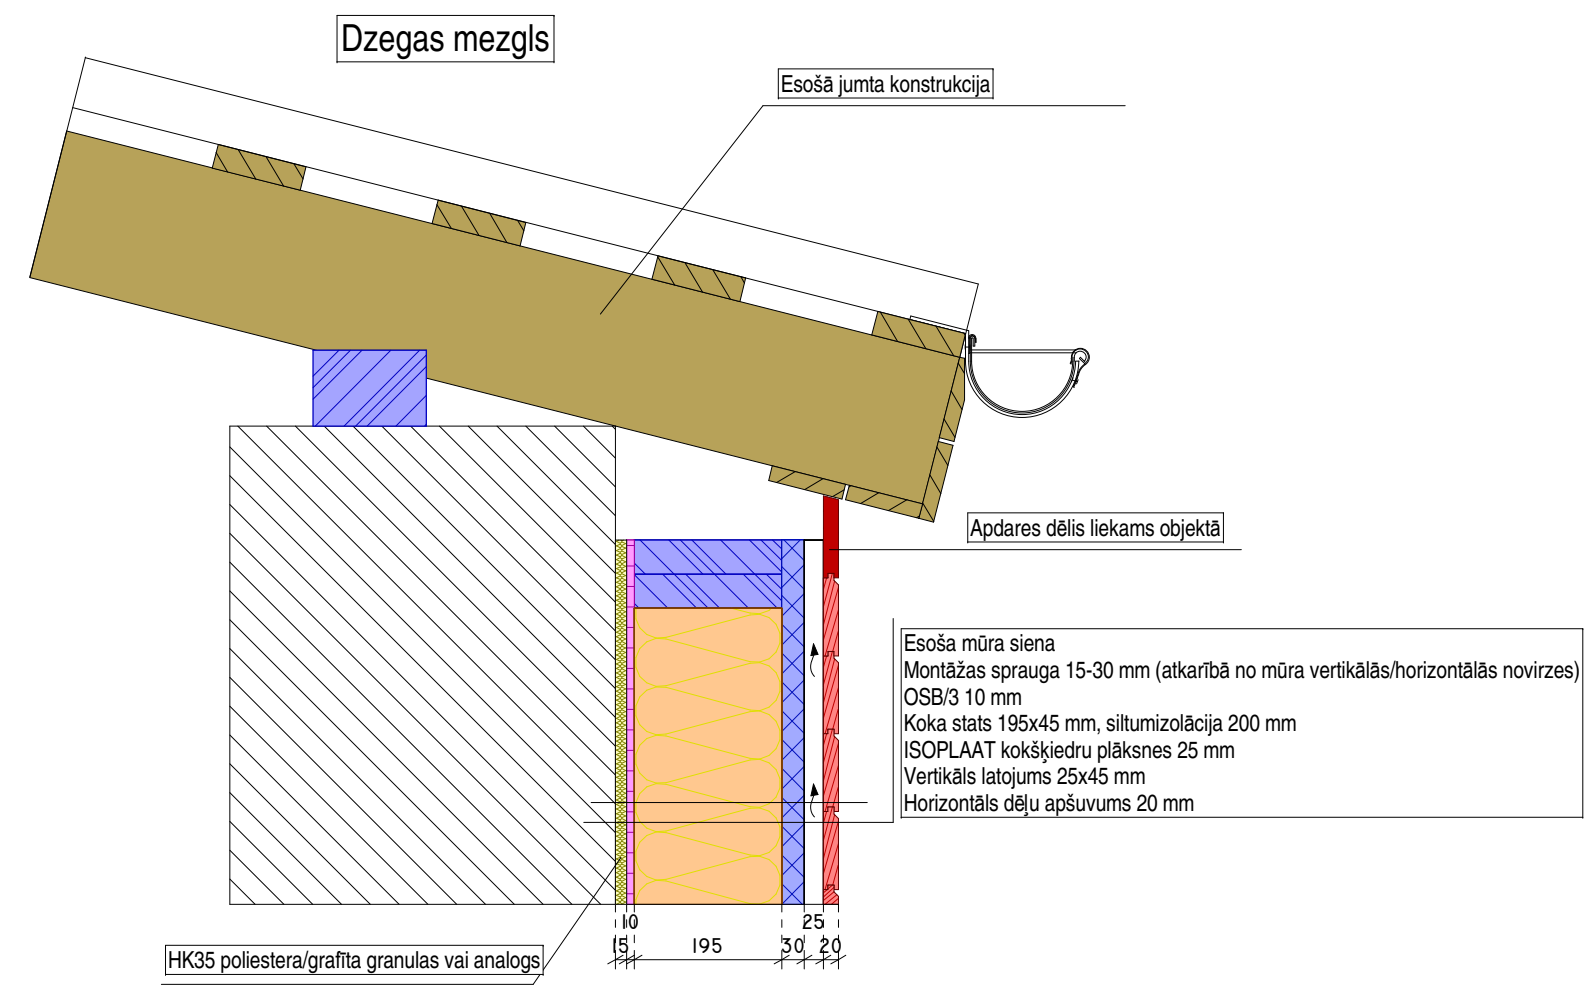 Dzegas mezgls
Esošā jumta konstrukcija
Apdares dēlis liekams objektā
Esoša mūra siena
Montāžas sprauga 15-30 mm (atkarībā no mūra vertikālās/horizontālās novirzes)
OSB/3 10 mm
Koka stats 195x45 mm, siltumizolācija 200 mm
ISOPLAAT kokšķiedru plāksnes 25 mm
Vertikāls latojums 25x45 mm
Horizontāls dēļu apšuvums 20 mm
10 25
15 195 30 20
HK35 poliestera/grafīta granulas vai analogs